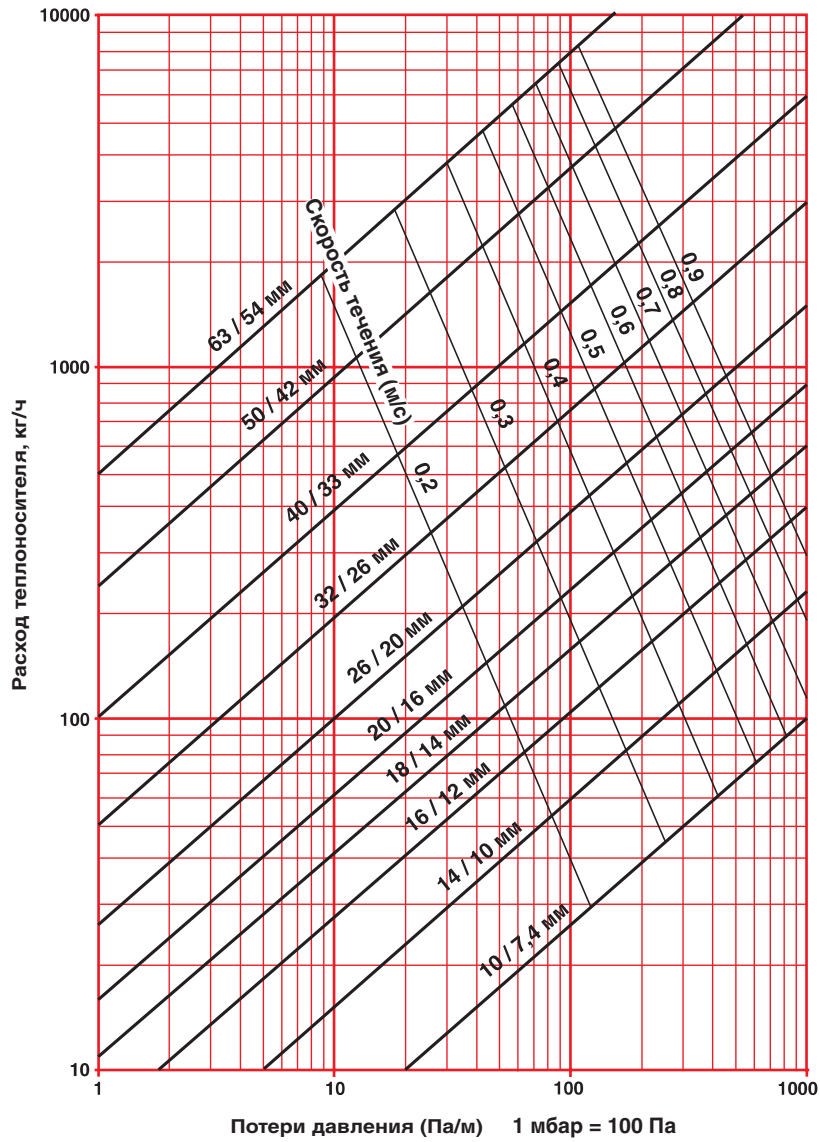 10000
1000
100
10
Расход теплоносителя, кг/ч
63 / 54 мм
50 / 42 мм
40 / 33 мм
32 / 26 мм
26 / 20 мм
20 / 16 мм
18 / 14 мм
16 / 12 мм
14 / 10 мм
10 / 7,4 мм
Скорость течения (м/с)
0,2
0,3
0,4
0,5
0,6
0,7
0,8
0,9
1
10
100
1000
Потери давления (Па/м) 1 мбар = 100 Па